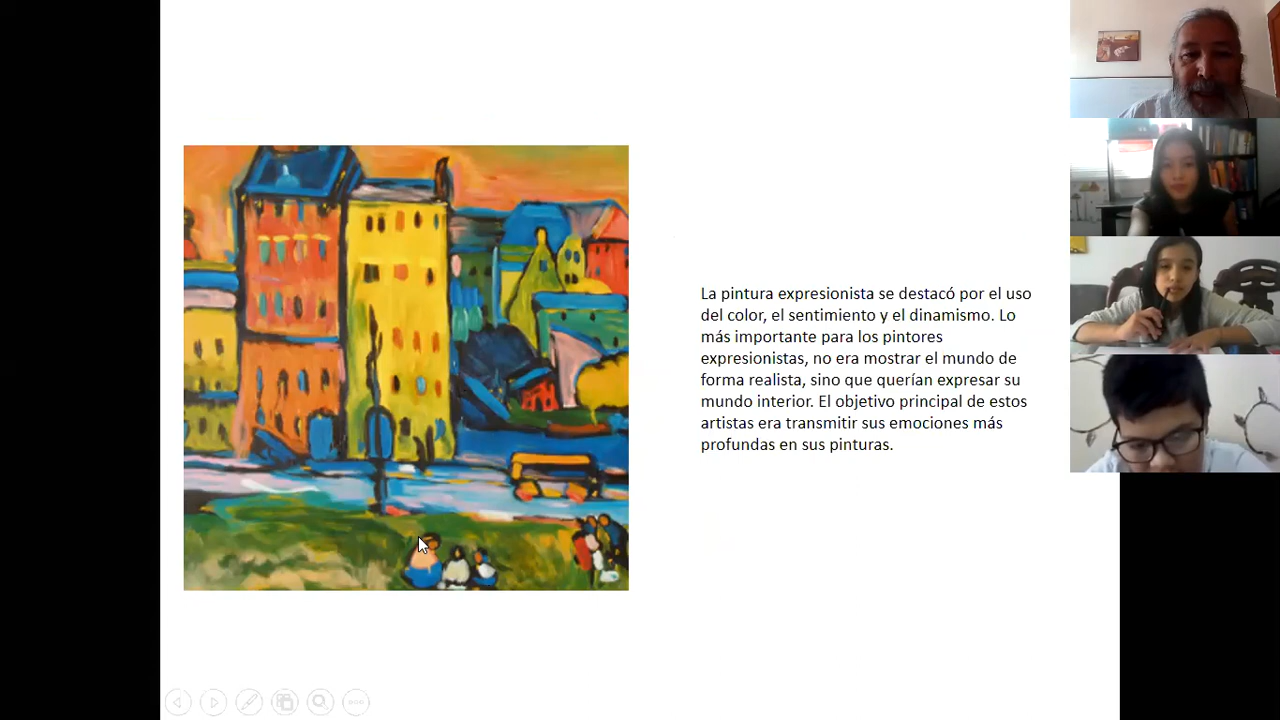 La pintura expresionista se destacó por el uso
del color, el sentimiento y el dinamismo. Lo
más importante para los pintores
expresionistas, no era mostrar el mundo de
forma realista, sino que querían expresar su
mundo interior. El objetivo principal de estos
artistas era transmitir sus emociones más
profundas en sus pinturas.